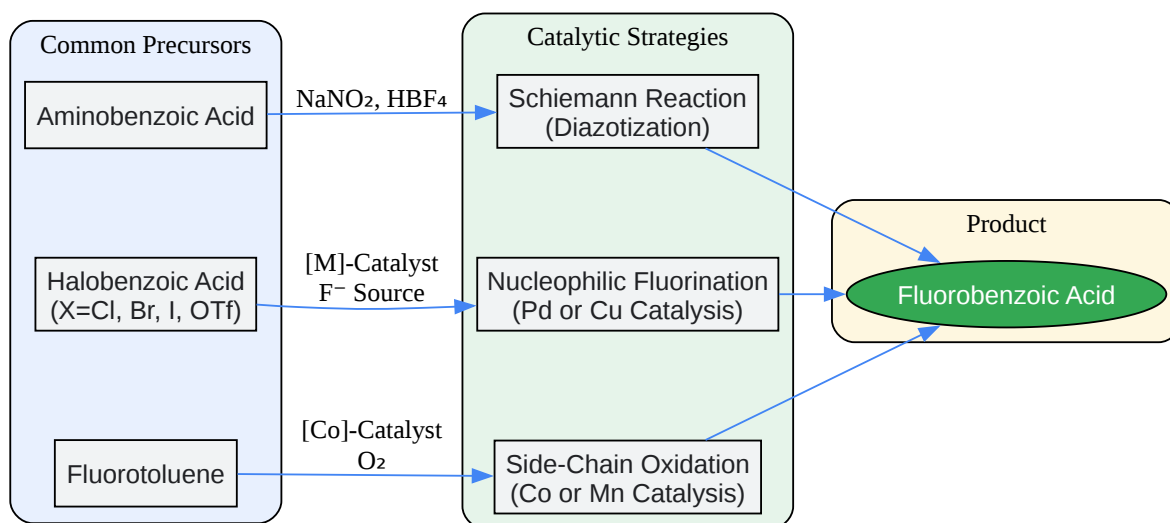 Common Precursors
Aminobenzoic Acid
Halobenzoic Acid
(X=Cl, Br, I, OTf)
Fluorotoluene
NaNO₂, HBF₄
[M]-Catalyst
F⁻ Source
[Co]-Catalyst
O₂
Catalytic Strategies
Schiemann Reaction
(Diazotization)
Nucleophilic Fluorination
(Pd or Cu Catalysis)
Side-Chain Oxidation
(Co or Mn Catalysis)
Product
Fluorobenzoic Acid